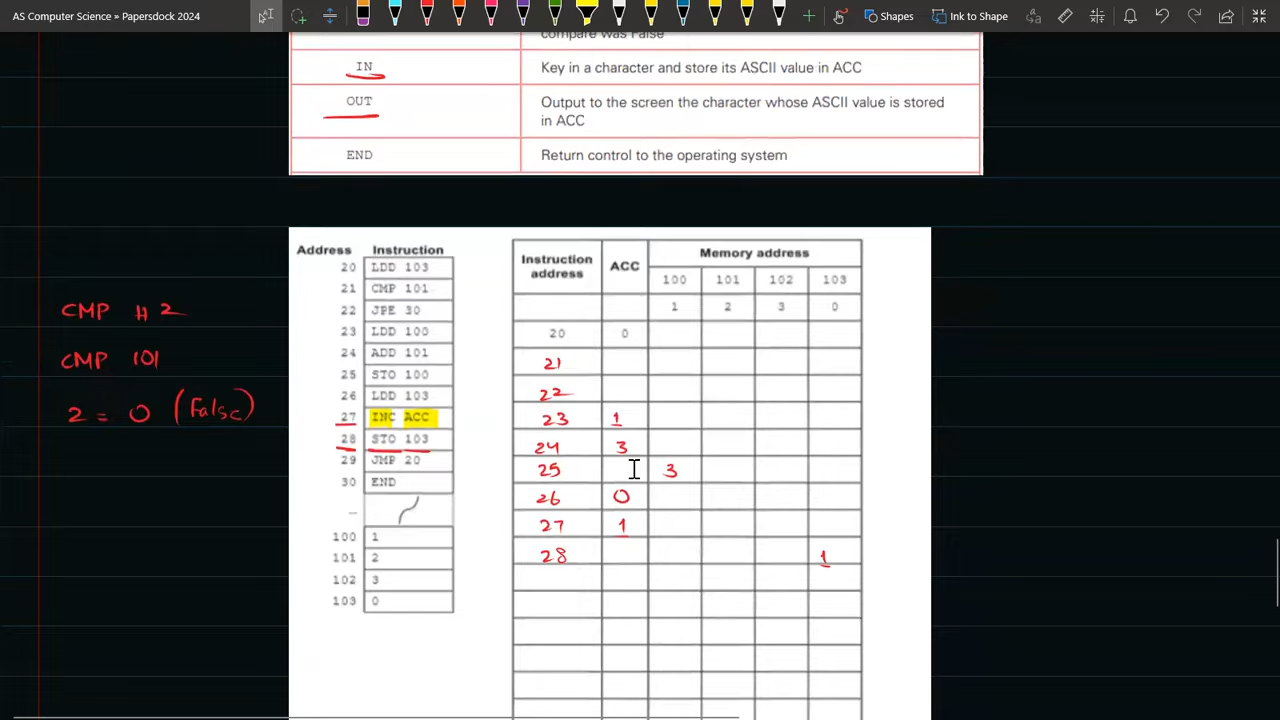 AS Computer Science » Papersdock 2024
Shapes
Ink to Shape
compare was False
IN Key in a character and store its ASCII value in ACC
OUT Output to the screen the character whose ASCII value is stored
in ACC
END Return control to the operating system
CMP # 2
CMP 101
2 = 0 (False)
Address Instruction
20 LDD 103
21 CMP 101
22 JPE 30
23 LDD 100
24 ADD 101
25 STO 100
26 LDD 103
27 INC ACC
28 STO 103
29 JMP 20
30 END
100 1
101 2
102 3
103 0
Instruction address ACC Memory address
100 101 102 103
1 2 3 0
20 0
21
22
23 1
24 3
25 3
26 0
27 1
28 1